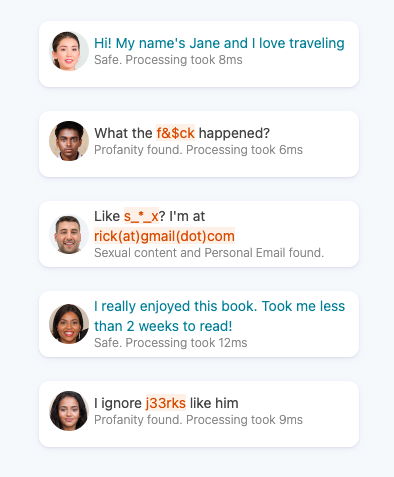 Hi! My name's Jane and I love traveling
Safe. Processing took 8ms
What the f&$ck happened?
Profanity found. Processing took 6ms
Like s_*_x? I'm at
rick(at)gmail(dot)com
Sexual content and Personal Email found.
I really enjoyed this book. Took me less
than 2 weeks to read!
Safe. Processing took 12ms
I ignore j33rks like him
Profanity found. Processing took 9ms